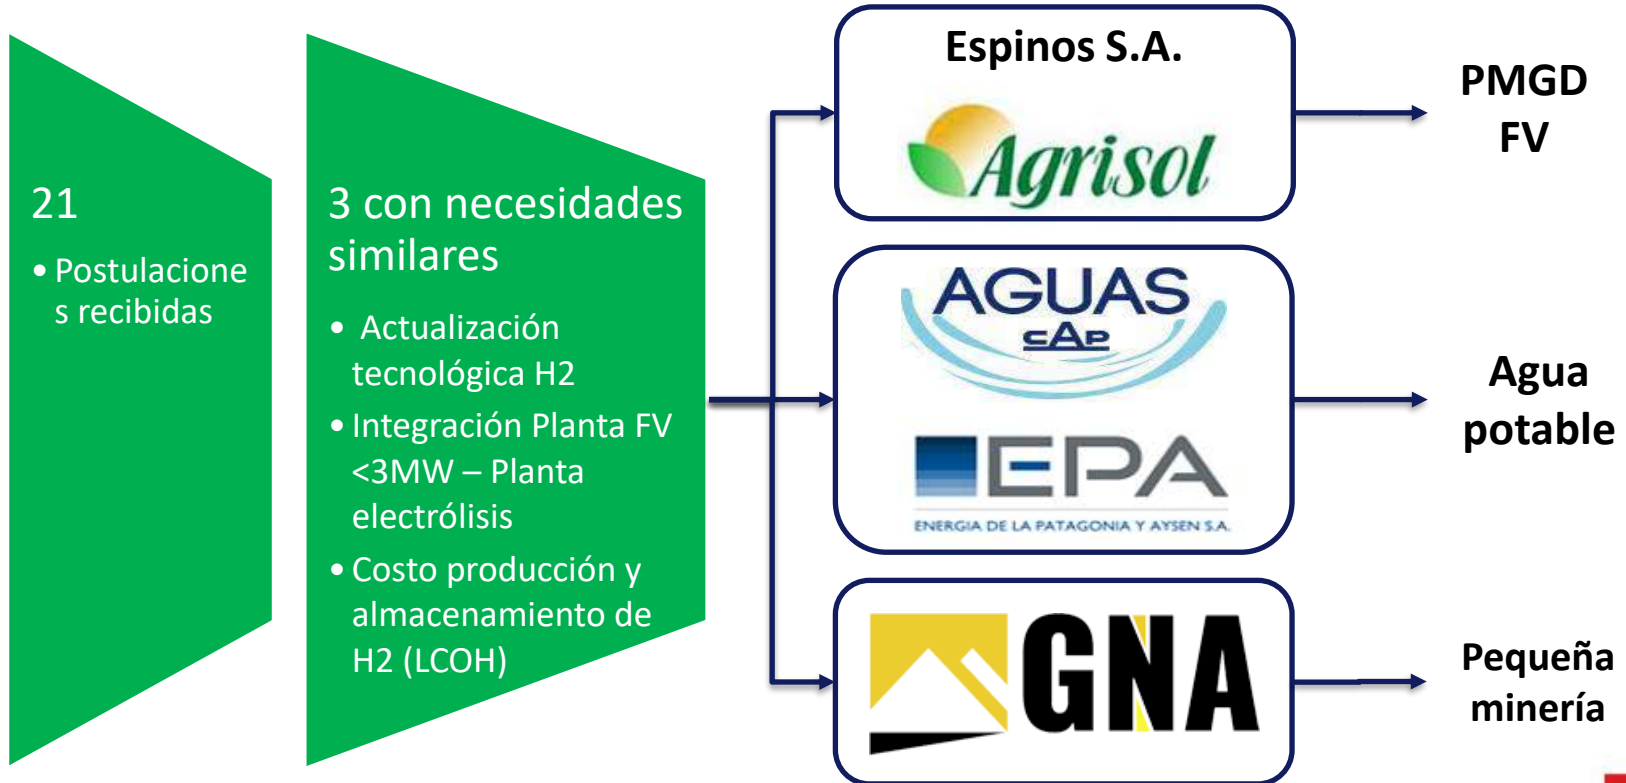 21
• Postulacione
s recibidas
3 con necesidades
similares
• Actualización
tecnológica H2
• Integración Planta FV
<3MW – Planta
electrólisis
• Costo producción y
almacenamiento de
H2 (LCOH)
Espinos S.A.
Agrisol
PMGD
FV
AGUAS
CAP
EPA
ENERGIA DE LA PATAGONIA Y AYSEN S.A.
Agua
potable
GNA
Pequeña
minería